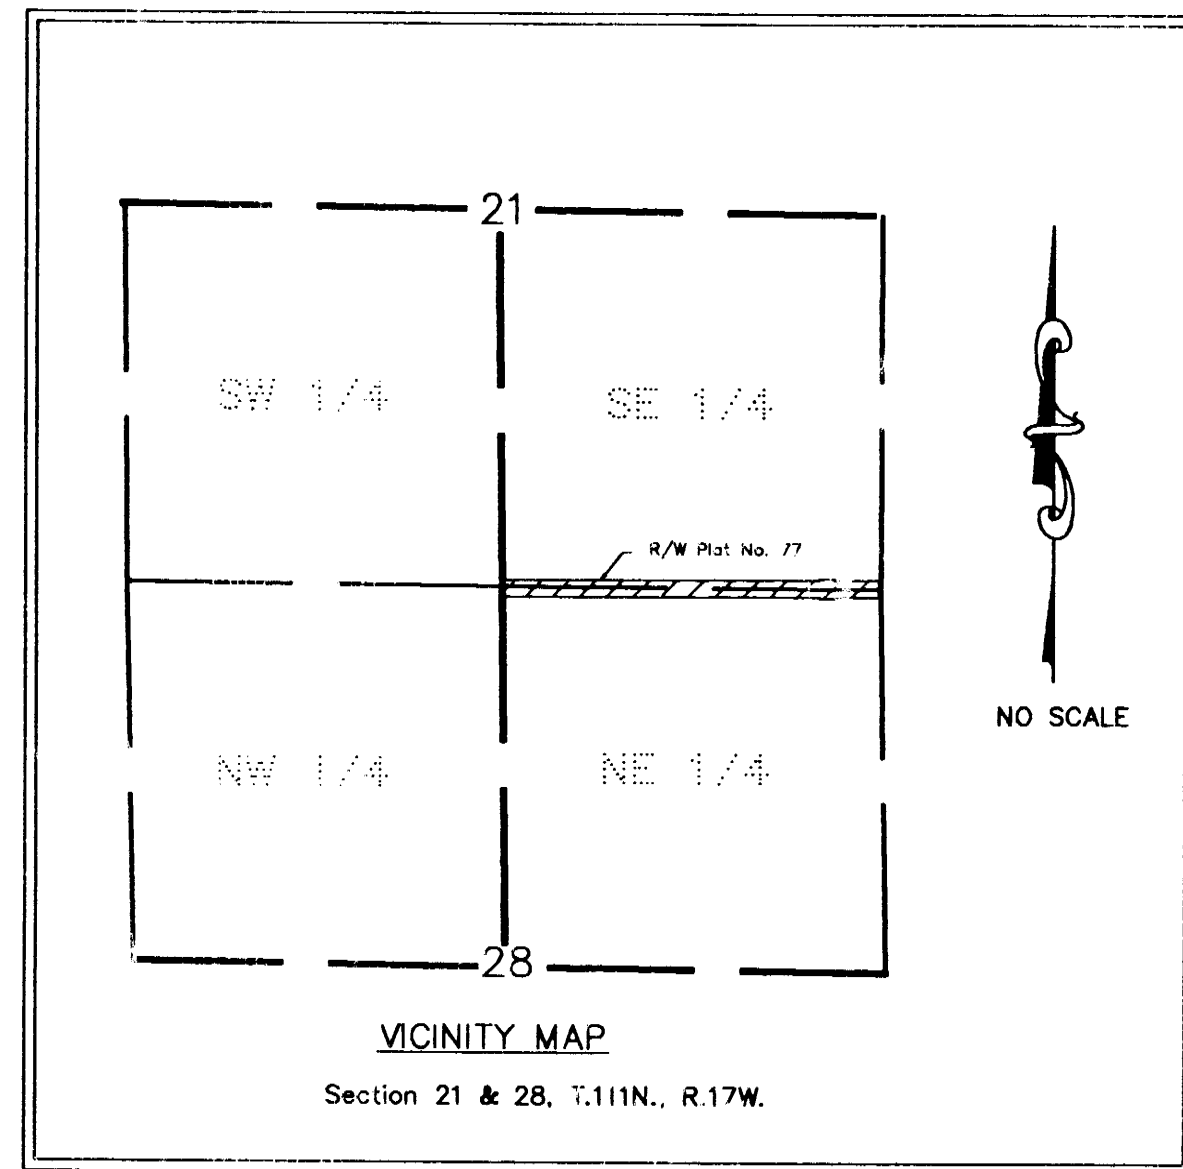 21
SW 1/4
SE 1/4
R/W Plat No. 77
NO SCALE
NW 1/4
NE 1/4
28
VICINITY MAP
Section 21 & 28, T.111N., R.17W.